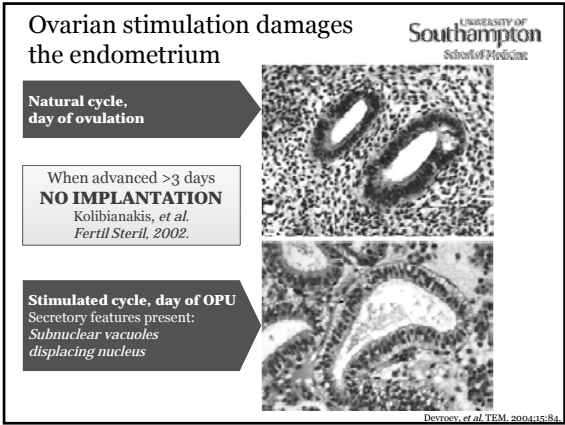 Ovarian stimulation damages
the endometrium
UNIVERSITY OF
Southampton
School of Medicine
Natural cycle,
day of ovulation
When advanced >3 days
NO IMPLANTATION
Kolibianakis, et al.
Fertil Steril, 2002.
Stimulated cycle, day of OPU
Secretory features present:
Subnuclear vacuoles
displacing nucleus
Devroey, et al. TEM. 2004;15:84.